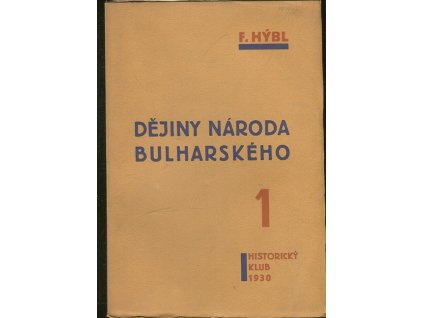 F. HÝBL
DĚJINY NÁRODA
BULHARSKÉHO
1
HISTORICKÝ
KLUB
1930